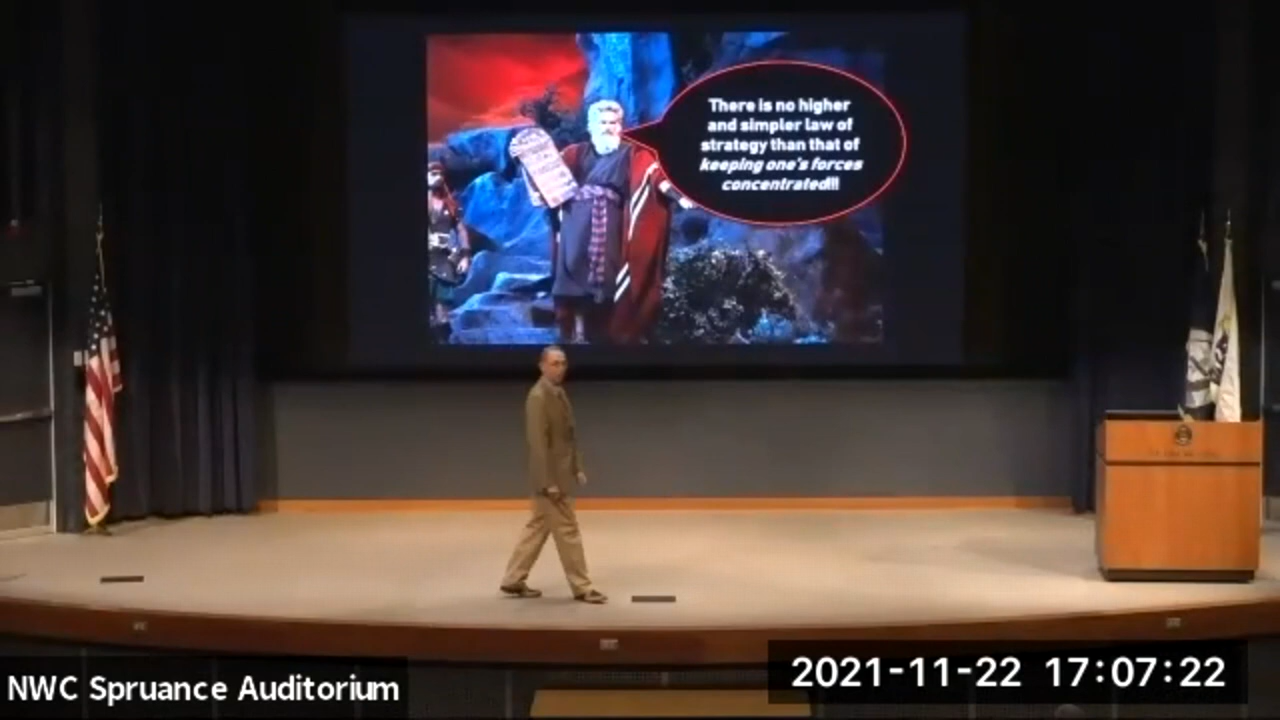 There is no higher
and simpler law of
strategy than that of
keeping one's forces
concentrated!!!
NWC Spruance Auditorium
2021-11-22 17:07:22